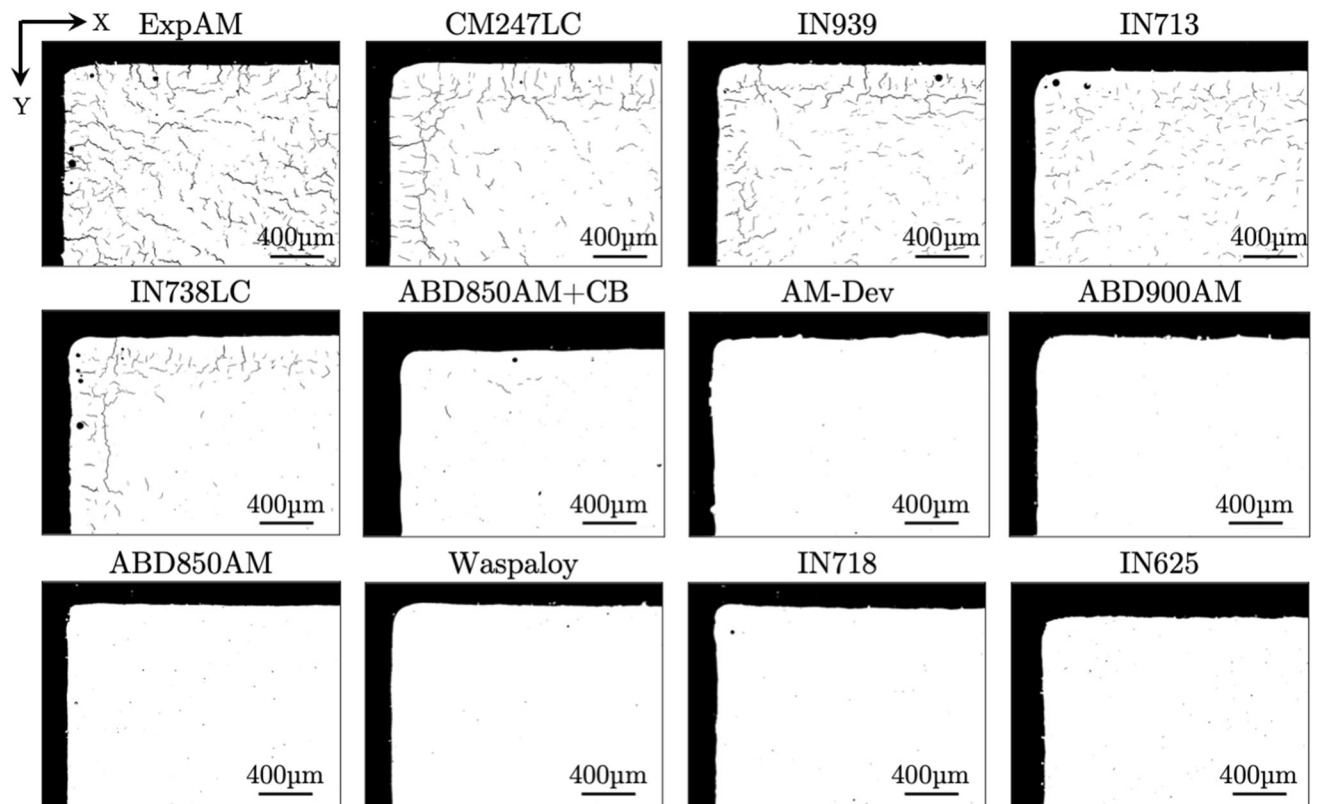 X ExpAM CM247LC IN939 IN713
Y
400µm 400µm 400µm 400µm
IN738LC ABD850AM+CB AM-Dev ABD900AM
400µm 400µm 400µm 400µm
ABD850AM Waspaloy IN718 IN625
400µm 400µm 400µm 400µm